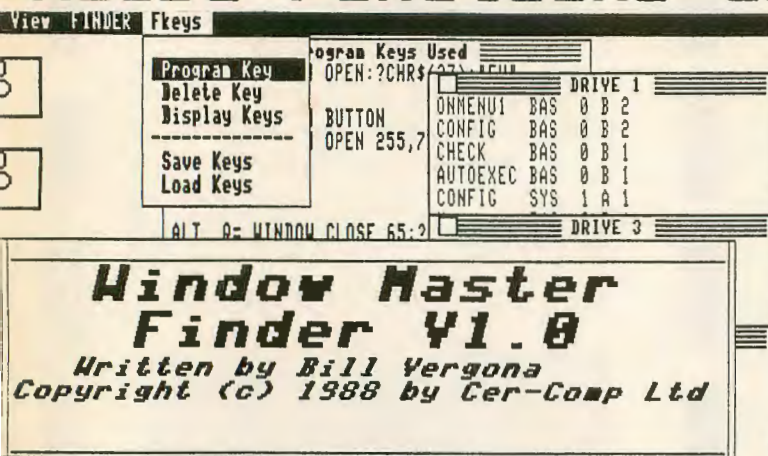 View FINDER Fkeys
Program Key
Delete Key
Display Keys
Save Keys
Load Keys
ogram Keys Used
OPEN:?CHR$
BUTTON
OPEN 255,7
ALT A= WINDOW CLOSE 65:?
DRIVE 1
ONMENU1 BAS 0 B 2
CONFIG BAS 0 B 2
CHECK BAS 0 B 1
AUTOEXEC BAS 0 B 1
CONFIG SYS 1 A 1
DRIVE 3
Window Master
Finder V1.0
Written by Bill Vergona
Copyright (c) 1988 by Cer-Comp Ltd